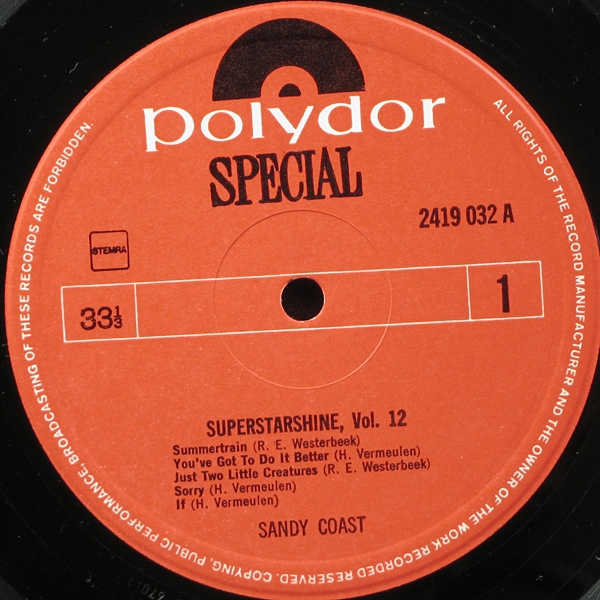 polydor
SPECIAL
2419 032 A
STEMRA
33⅓
1
SUPERSTARSHINE, Vol. 12
Summertrain (R. E. Westerbeek)
You've Got To Do It Better (H. Vermeulen)
Just Two Little Creatures (R. E. Westerbeek)
Sorry (H. Vermeulen)
If (H. Vermeulen)
SANDY COAST
ALL RIGHTS OF THE RECORD MANUFACTURER AND THE OWNER OF THE WORK RECORDED RESERVED. COPYING, PUBLIC PERFORMANCE, BROADCASTING OF THESE RECORDS ARE FORBIDDEN.